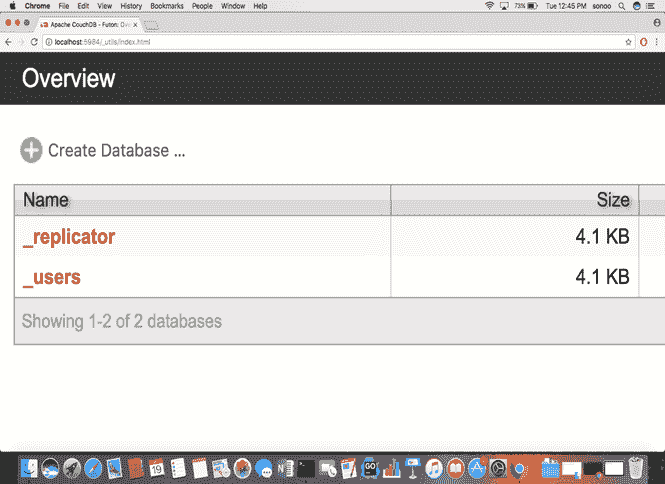 Chrome File Edit View History Bookmarks People Window Help 73% Tue 12:45 PM sonoo
Apache CouchDB - Futon: Ove
localhost:5984/_utils/index.html
Overview
Create Database ...
Name Size
_replicator 4.1 KB
_users 4.1 KB
Showing 1-2 of 2 databases
19
GO